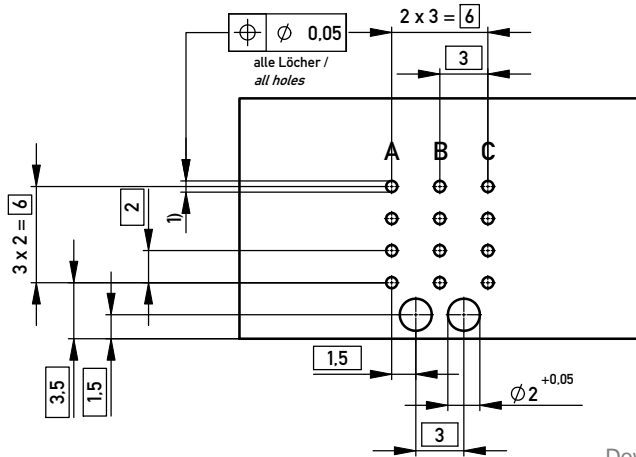 ⌖ ⌀ 0,05
alle Löcher /
all holes
2 x 3 = 6
3
A B C
3 x 2 = 6
2
1)
3,5
1,5
1,5
3
⌀2 +0,05